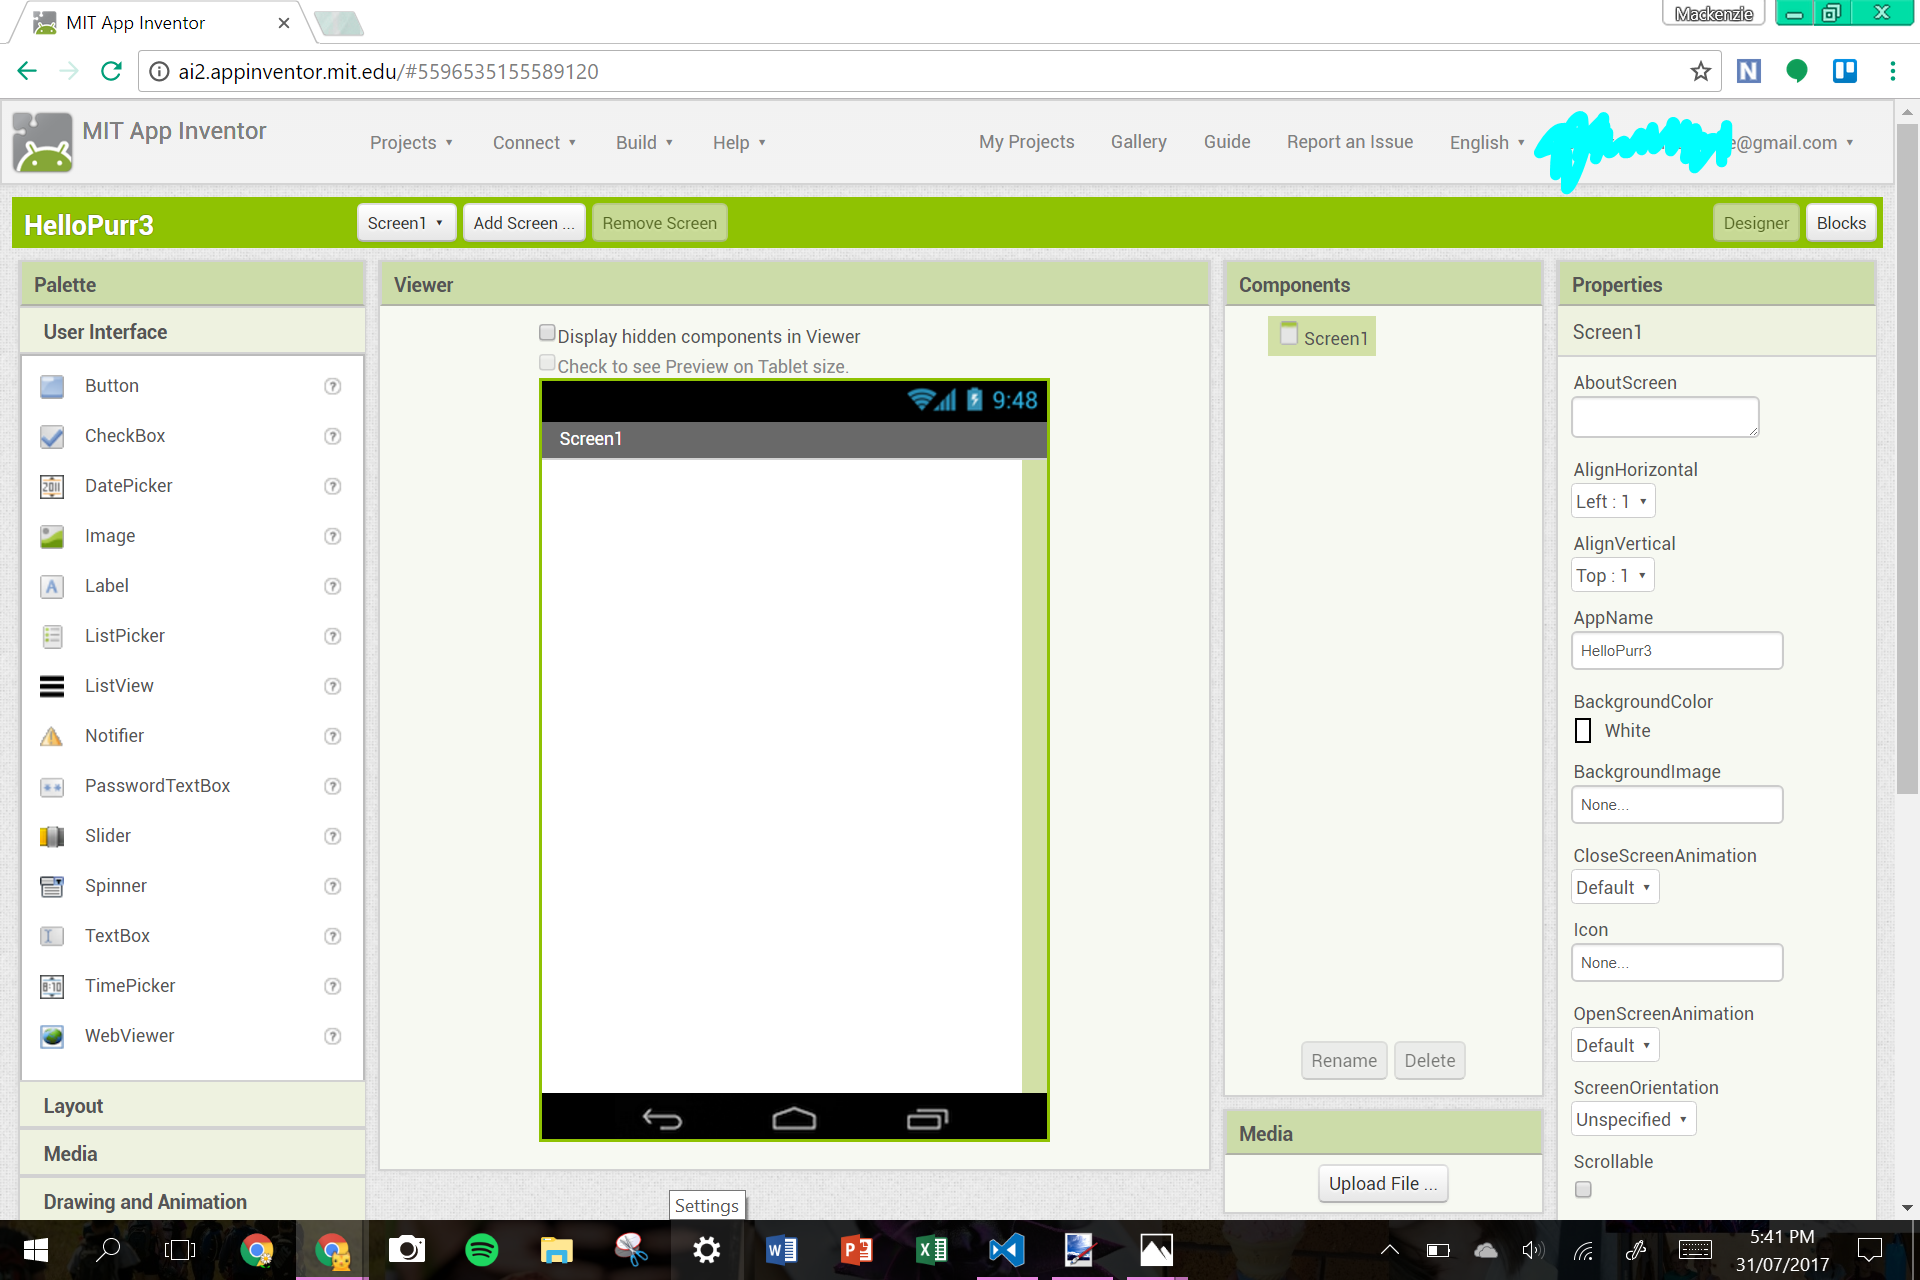 MIT App Inventor
Mackenzie
ai2.appinventor.mit.edu/#5596535155589120
MIT App Inventor
Projects
Connect
Build
Help
My Projects
Gallery
Guide
Report an Issue
English
e@gmail.com
HelloPurr3
Screen1
Add Screen ...
Remove Screen
Designer
Blocks
Palette
User Interface
Button
CheckBox
DatePicker
Image
Label
ListPicker
ListView
Notifier
PasswordTextBox
Slider
Spinner
TextBox
TimePicker
WebViewer
Layout
Media
Drawing and Animation
Viewer
Display hidden components in Viewer
Check to see Preview on Tablet size.
9:48
Screen1
Components
Screen1
Rename
Delete
Media
Upload File ...
Properties
Screen1
AboutScreen
AlignHorizontal
Left : 1
AlignVertical
Top : 1
AppName
HelloPurr3
BackgroundColor
White
BackgroundImage
None...
CloseScreenAnimation
Default
Icon
None...
OpenScreenAnimation
Default
ScreenOrientation
Unspecified
Scrollable
Settings
5:41 PM
31/07/2017